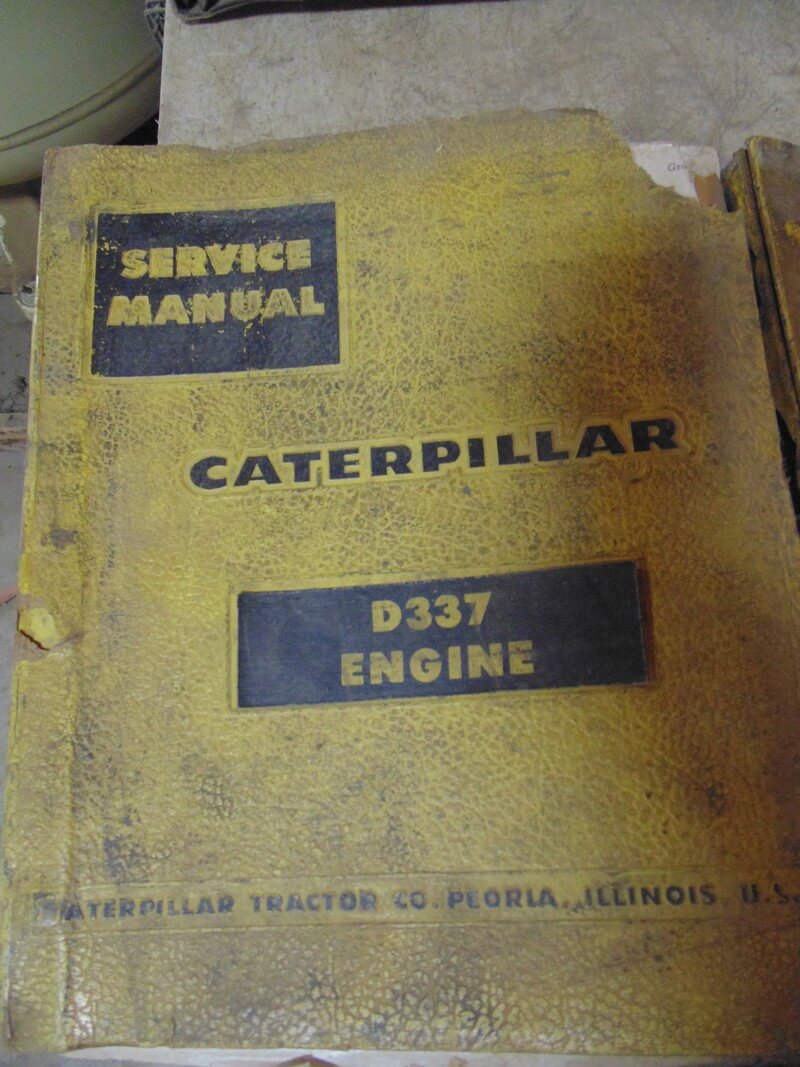 SERVICE
MANUAL
CATERPILLAR
D337
ENGINE
CATERPILLAR TRACTOR CO. PEORIA, ILLINOIS, U.S.